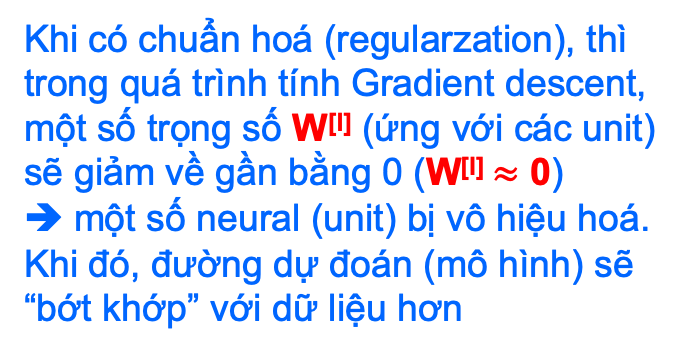 Khi có chuẩn hoá (regularzation), thì
trong quá trình tính Gradient descent,
một số trọng số W[l] (ứng với các unit)
sẽ giảm về gần bằng 0 (W[l] ≈ 0)
➔ một số neural (unit) bị vô hiệu hoá.
Khi đó, đường dự đoán (mô hình) sẽ
“bớt khớp” với dữ liệu hơn